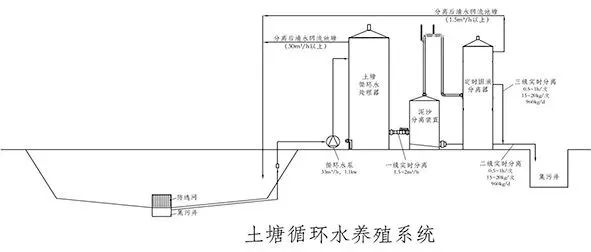 分离后清水回流池塘
(50m³/h以上)
分离后清水回流池塘
(1.5m³/h以上)
土塘
循环水
处理器
泥沙
分离装置
定时固液
分离器
三级实时分离
0.5~1h/次
15~20kg/次
960kg/d
循环水泵
55m³/h, 1.1kw
一级实时分离
1.5~2m³/h
二级实时分离
0.5~1h/次
15~20kg/次
960kg/d
防逃网
集污井
集污井
土塘循环水养殖系统